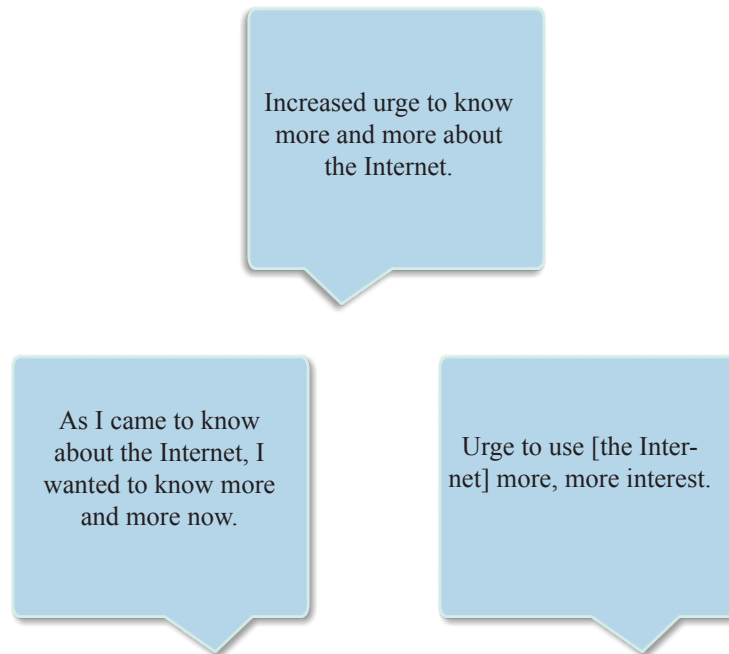 Increased urge to know
more and more about
the Internet.
As I came to know
about the Internet, I
wanted to know more
and more now.
Urge to use [the Inter-
net] more, more interest.